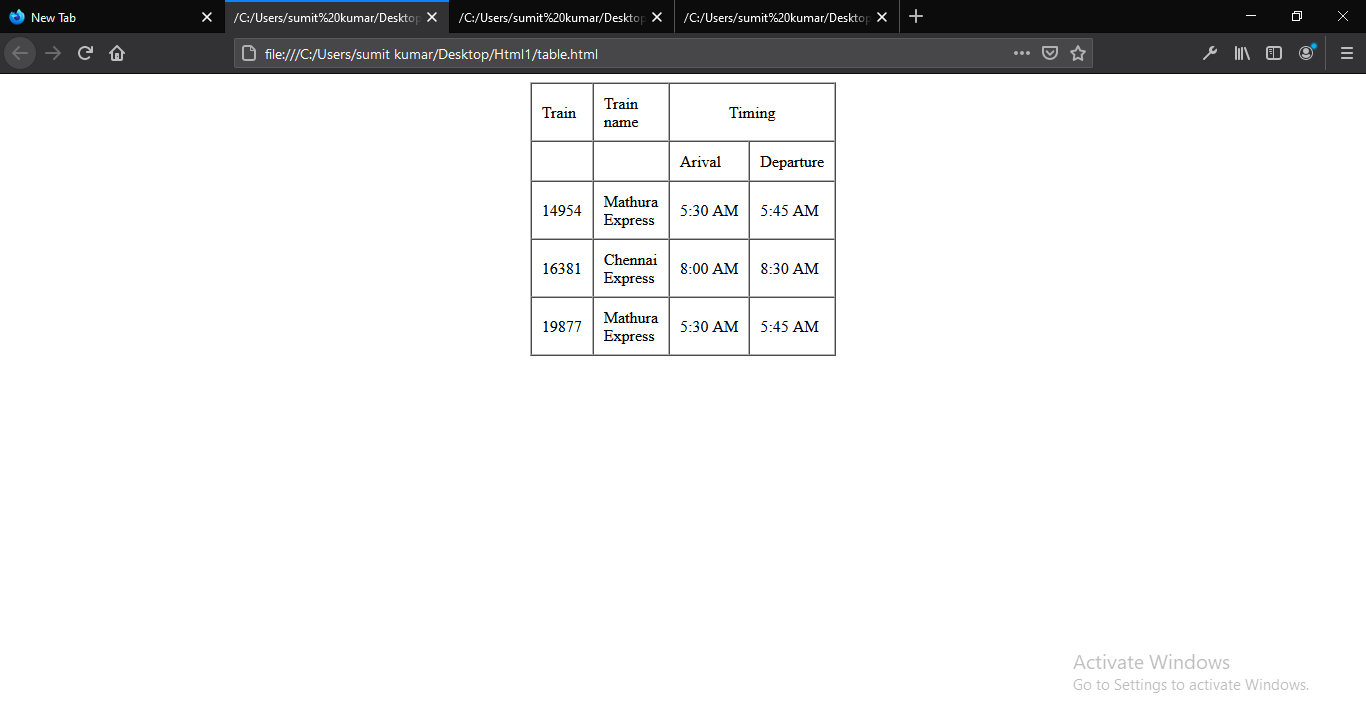 New Tab
/C:/Users/sumit%20kumar/Desktop
/C:/Users/sumit%20kumar/Desktop
/C:/Users/sumit%20kumar/Desktop
file:///C:/Users/sumit kumar/Desktop/Html1/table.html
Train
Train
name
Timing
Arival
Departure
14954
Mathura
Express
5:30 AM
5:45 AM
16381
Chennai
Express
8:00 AM
8:30 AM
19877
Mathura
Express
5:30 AM
5:45 AM
Activate Windows
Go to Settings to activate Windows.